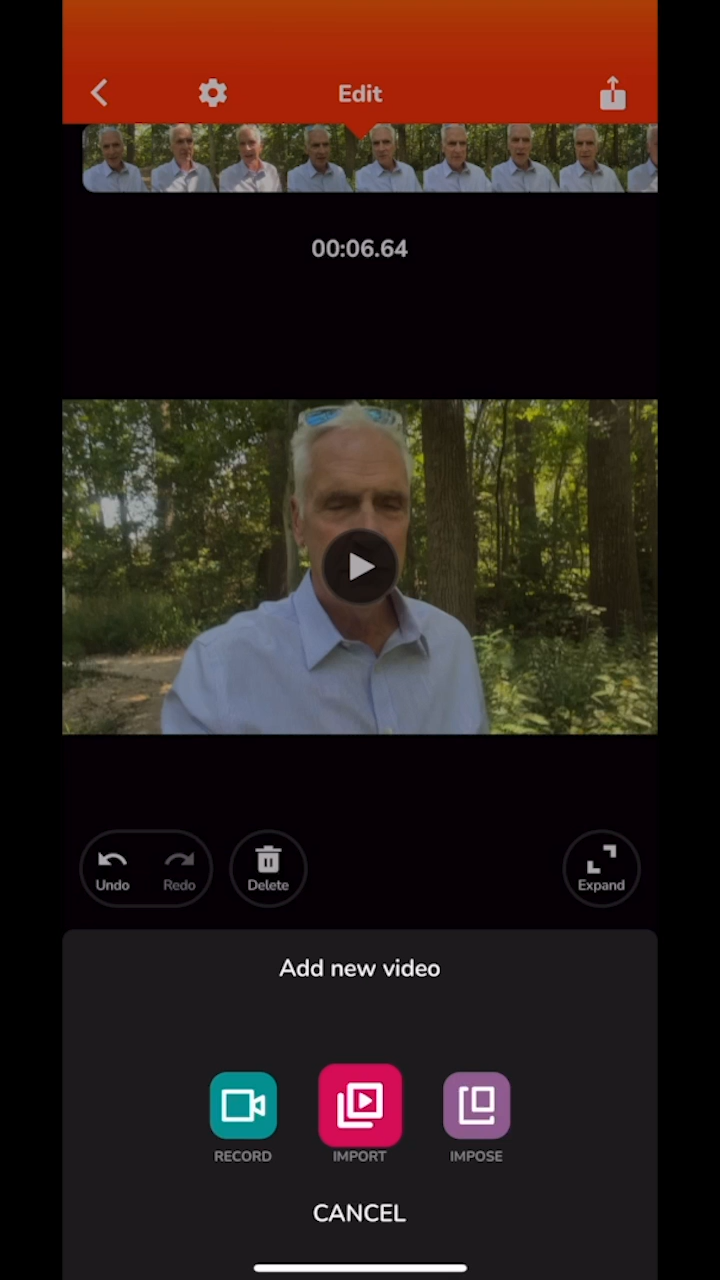 Edit
00:06.64
Undo
Redo
Delete
Expand
Add new video
RECORD
IMPORT
IMPOSE
CANCEL